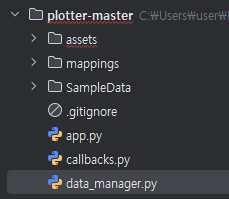 plotter-master C:₩Users₩user₩
assets
mappings
SampleData
.gitignore
app.py
callbacks.py
data_manager.py